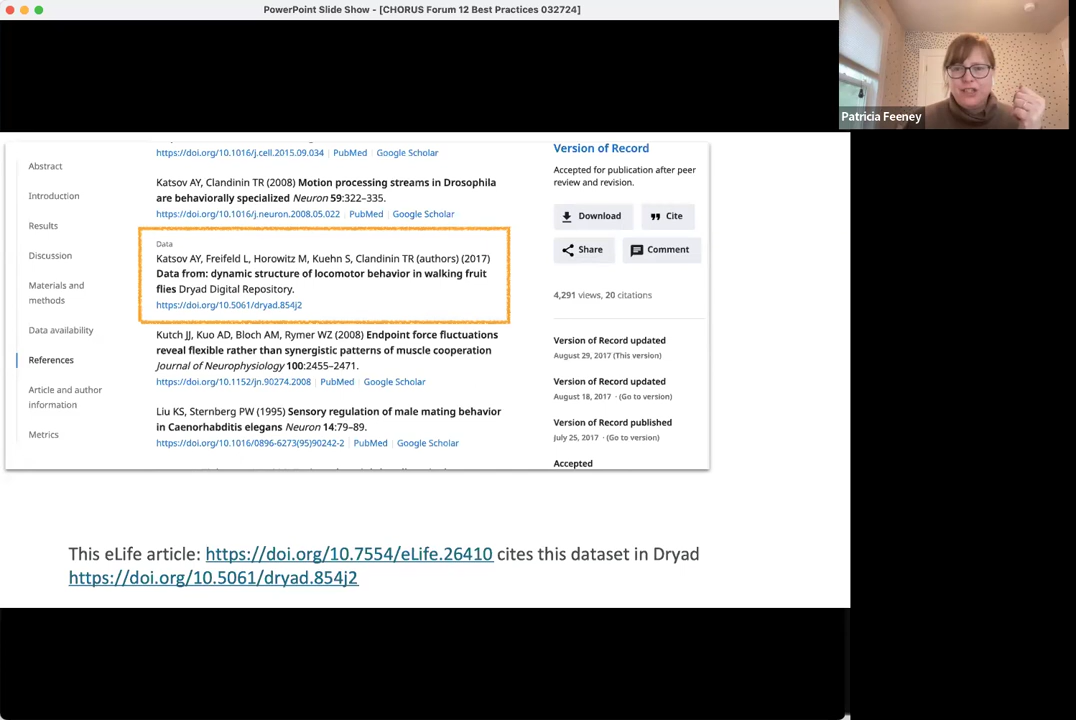 PowerPoint Slide Show - [CHORUS Forum 12 Best Practices 032724]
Patricia Feeney
Abstract
Introduction
Results
Discussion
Materials and
methods
Data availability
References
Article and author
information
Metrics
https://doi.org/10.1016/j.cell.2015.09.034 | PubMed | Google Scholar
Katsov AY, Clandinin TR (2008) Motion processing streams in Drosophila
are behaviorally specialized Neuron 59:322–335.
https://doi.org/10.1016/j.neuron.2008.05.022 | PubMed | Google Scholar
Data
Katsov AY, Freifeld L, Horowitz M, Kuehn S, Clandinin TR (authors) (2017)
Data from: dynamic structure of locomotor behavior in walking fruit
flies Dryad Digital Repository.
https://doi.org/10.5061/dryad.854j2
Kutch JJ, Kuo AD, Bloch AM, Rymer WZ (2008) Endpoint force fluctuations
reveal flexible rather than synergistic patterns of muscle cooperation
Journal of Neurophysiology 100:2455–2471.
https://doi.org/10.1152/jn.90274.2008 | PubMed | Google Scholar
Liu KS, Sternberg PW (1995) Sensory regulation of male mating behavior
in Caenorhabditis elegans Neuron 14:79–89.
https://doi.org/10.1016/0896-6273(95)90242-2 | PubMed | Google Scholar
Version of Record
Accepted for publication after peer
review and revision.
Download
Cite
Share
Comment
4,291 views, 20 citations
Version of Record updated
August 29, 2017 (This version)
Version of Record updated
August 18, 2017 · (Go to version)
Version of Record published
July 25, 2017 · (Go to version)
Accepted
This eLife article: https://doi.org/10.7554/eLife.26410 cites this dataset in Dryad
https://doi.org/10.5061/dryad.854j2